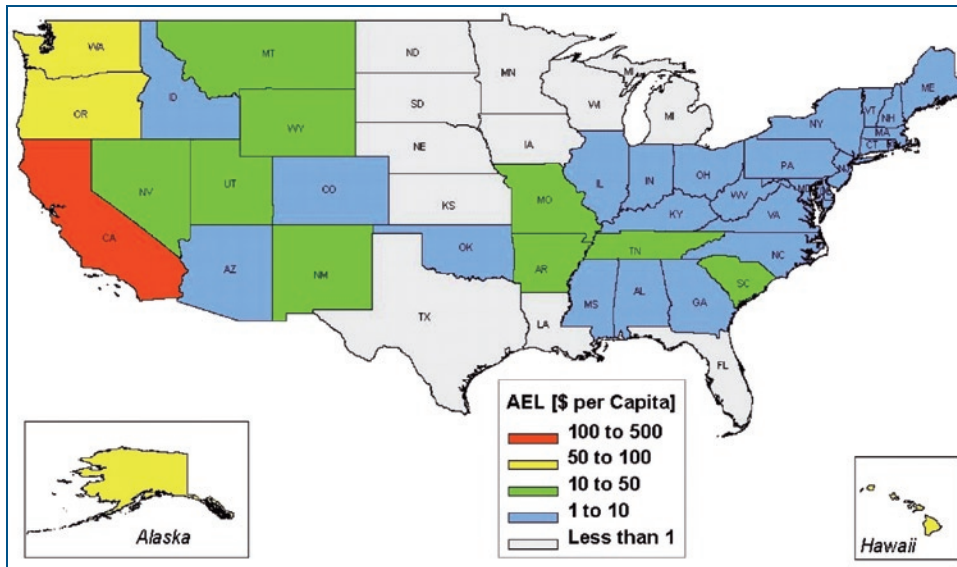 WA
MT
ND
MN
MI
ME
OR
ID
SD
WI
VT
NH
NY
MA
WY
MI
CT
IA
NE
PA
NV
UT
IL
IN
OH
CO
WV
KS
MO
VA
CA
KY
NC
TN
AZ
OK
NM
AR
SC
MS
AL
GA
TX
LA
FL
AEL [$ per Capita]
100 to 500
50 to 100
10 to 50
1 to 10
Less than 1
Alaska
Hawaii